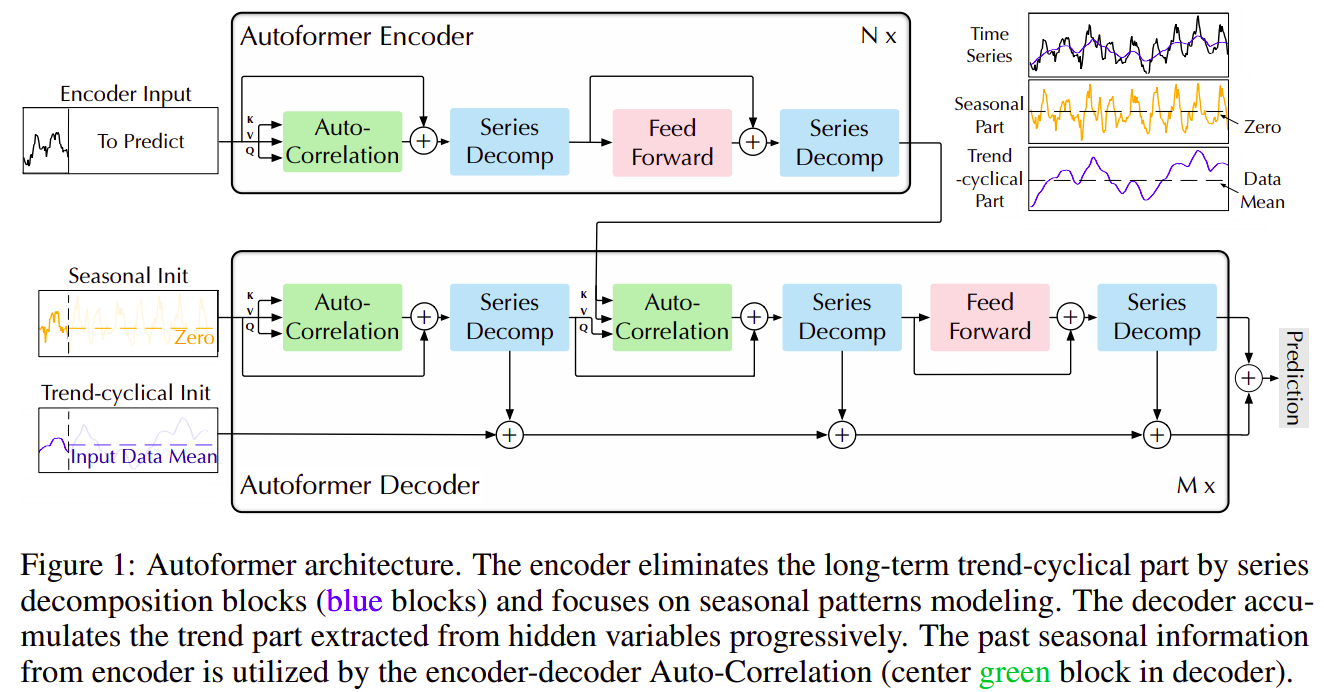 Autoformer Encoder
N x
Encoder Input
To Predict
K
V
Q
Auto-
Correlation
+
Series
Decomp
Feed
Forward
+
Series
Decomp
Time
Series
Seasonal
Part
Zero
Trend
-cyclical
Part
Data
Mean
Seasonal Init
Zero
K
V
Q
Auto-
Correlation
+
Series
Decomp
K
V
Q
Auto-
Correlation
+
Series
Decomp
Feed
Forward
+
Series
Decomp
+
Prediction
Trend-cyclical Init
Input Data Mean
+
+
+
Autoformer Decoder
M x
Figure 1: Autoformer architecture. The encoder eliminates the long-term trend-cyclical part by series
decomposition blocks (blue blocks) and focuses on seasonal patterns modeling. The decoder accu-
mulates the trend part extracted from hidden variables progressively. The past seasonal information
from encoder is utilized by the encoder-decoder Auto-Correlation (center green block in decoder).